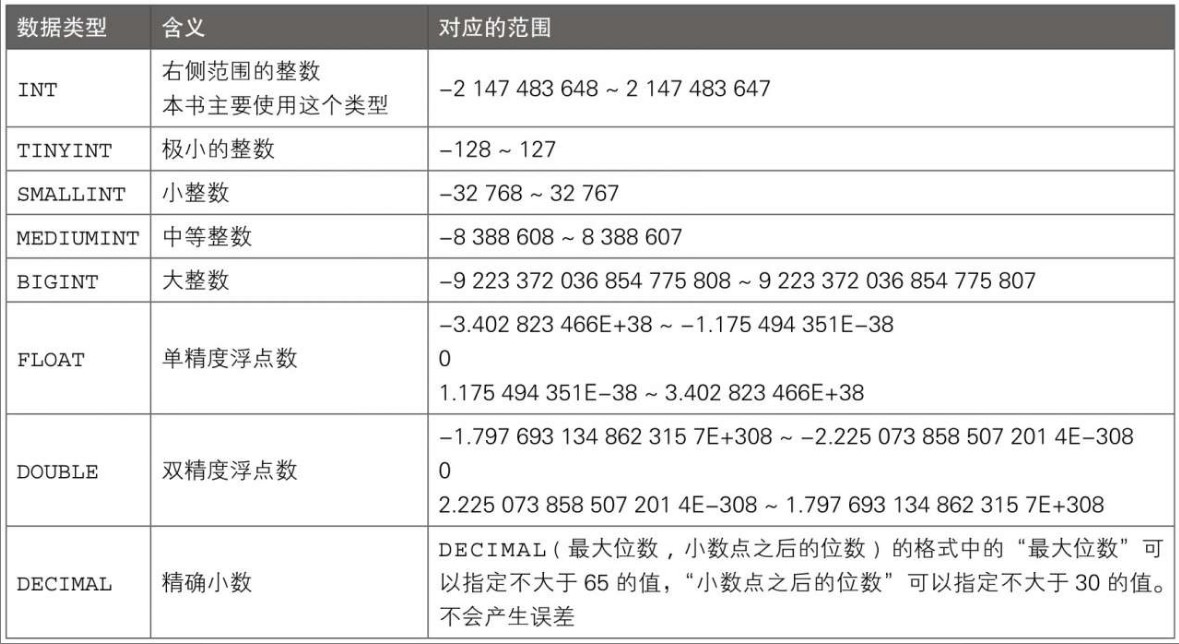 数据类型 含义 对应的范围
INT 右侧范围的整数 −2 147 483 648 ~ 2 147 483 647
本书主要使用这个类型
TINYINT 极小的整数 −128 ~ 127
SMALLINT 小整数 −32 768 ~ 32 767
MEDIUMINT 中等整数 −8 388 608 ~ 8 388 607
BIGINT 大整数 −9 223 372 036 854 775 808 ~ 9 223 372 036 854 775 807
FLOAT 单精度浮点数 −3.402 823 466E+38 ~ −1.175 494 351E−38
0
1.175 494 351E−38 ~ 3.402 823 466E+38
DOUBLE 双精度浮点数 −1.797 693 134 862 315 7E+308 ~ −2.225 073 858 507 201 4E−308
0
2.225 073 858 507 201 4E−308 ~ 1.797 693 134 862 315 7E+308
DECIMAL 精确小数 DECIMAL(最大位数,小数点之后的位数)的格式中的“最大位数”可
以指定不大于 65 的值，“小数点之后的位数”可以指定不大于 30 的值。
不会产生误差